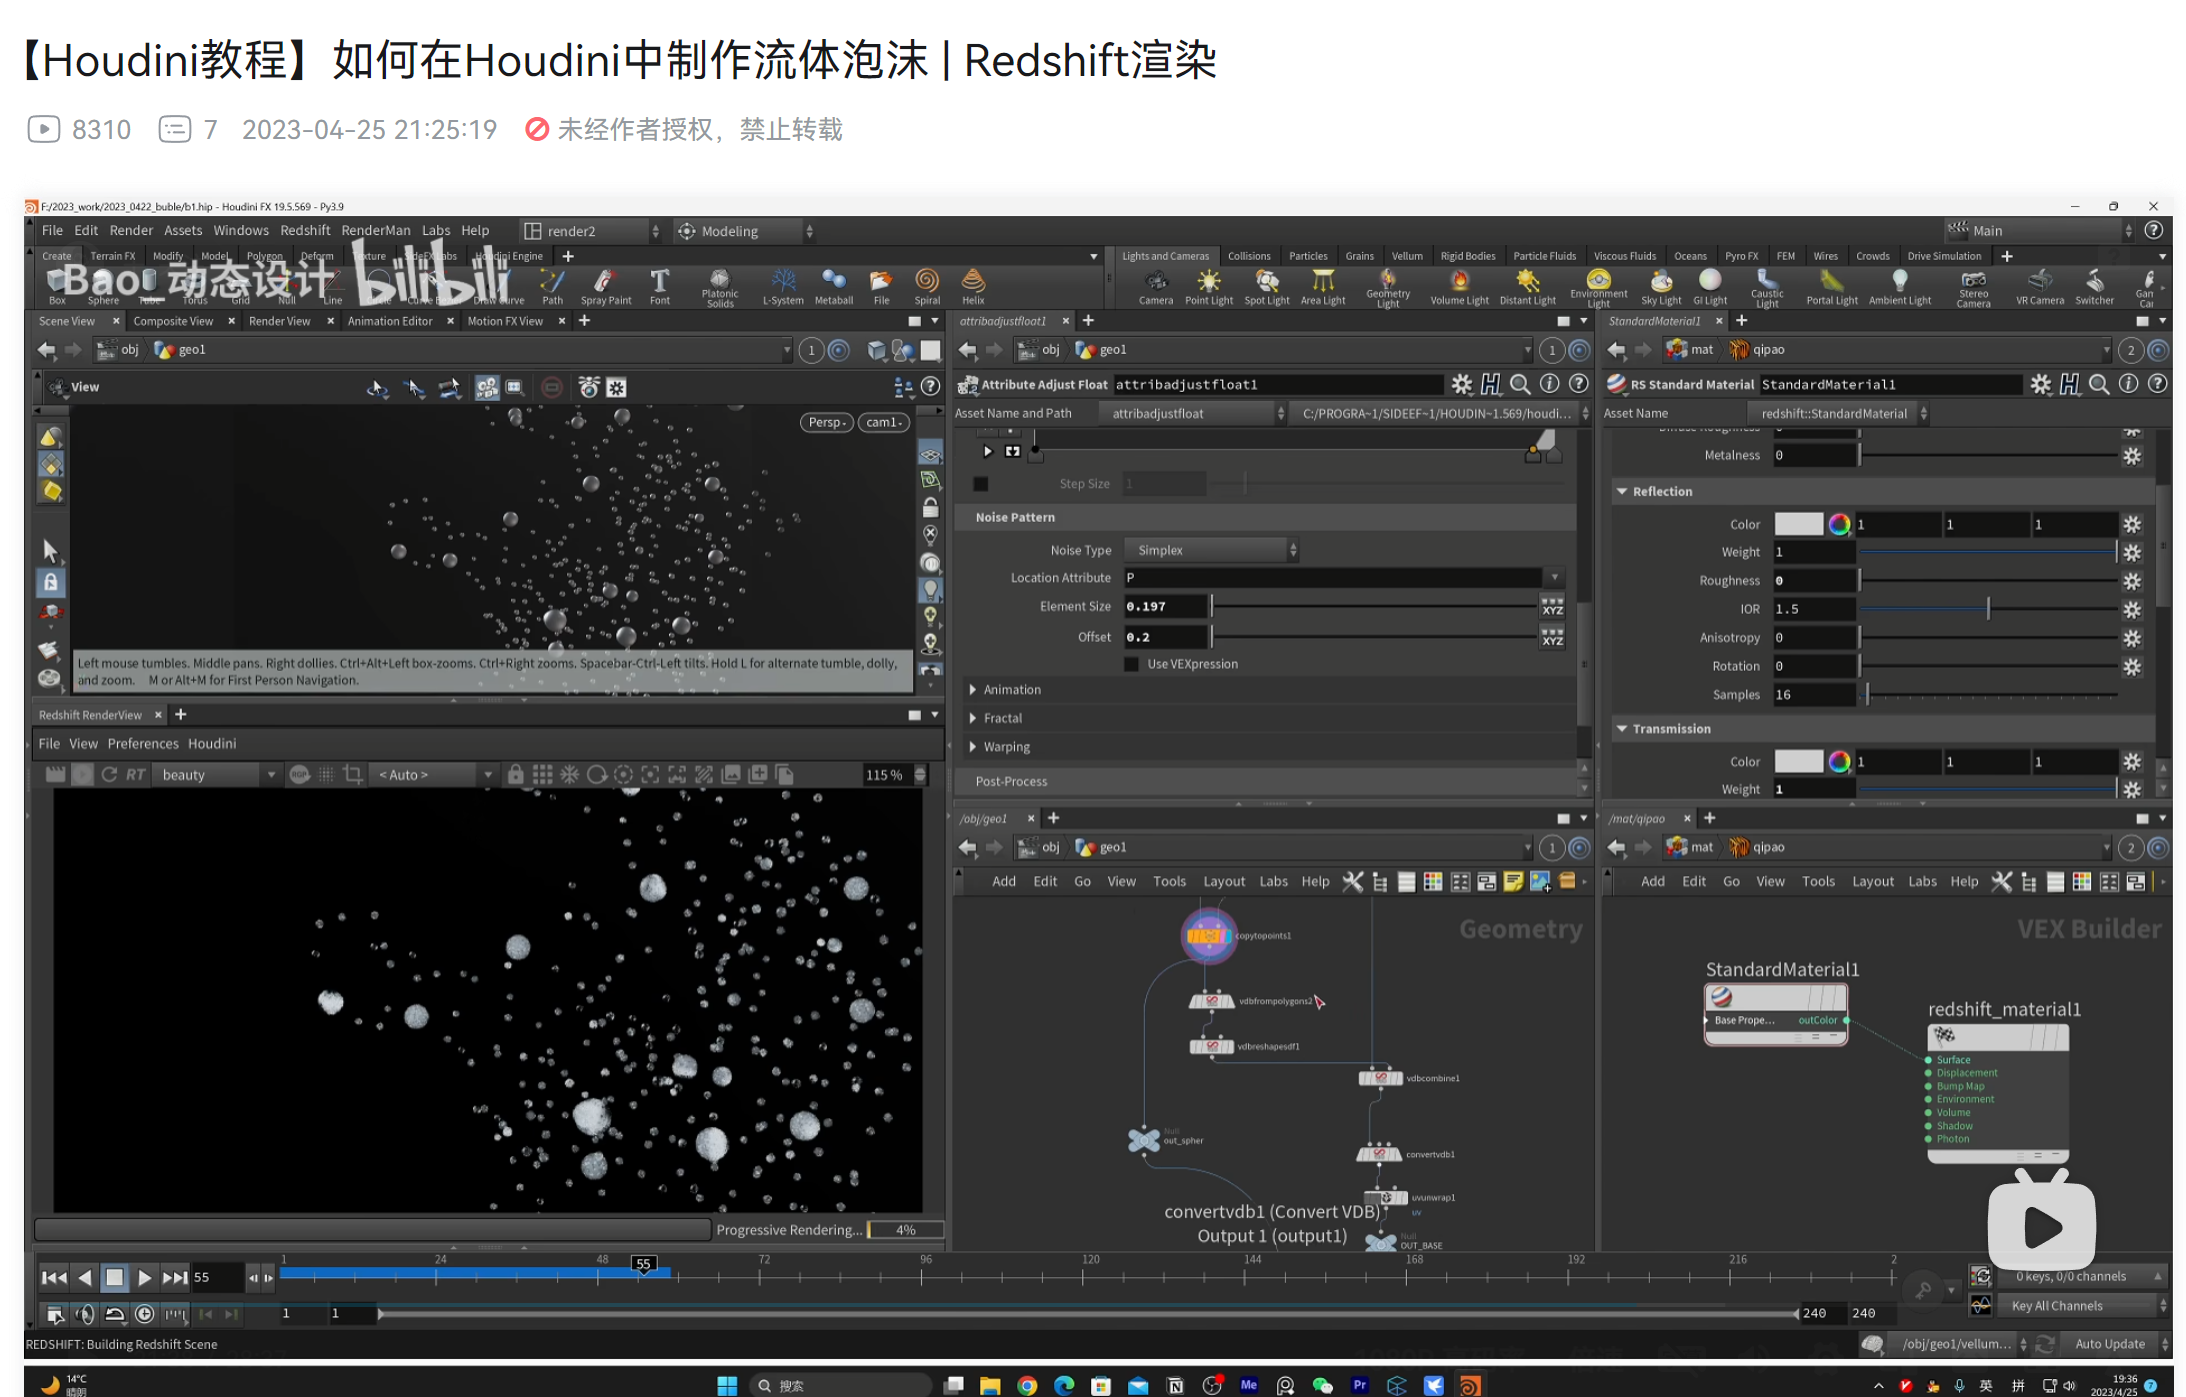 【Houdini教程】如何在Houdini中制作流体泡沫 | Redshift渲染
8310 7 2023-04-25 21:25:19 未经作者授权，禁止转载
F:/2023_work/2023_0422_buble/b1.hip - Houdini FX 19.5.569 - Py3.9
File Edit Render Assets Windows Redshift RenderMan Labs Help render2 Modeling Main
Create Terrain FX Modify Model Polygon Deform Texture SideFX Labs Houdini Engine
Bao 动态设计 bilibili
Box Sphere Tube Torus Grid Null Line Circle Curve Bezier Draw Curve Path Spray Paint Font Platonic Solids L-System Metaball File Spiral Helix
Lights and Cameras Collisions Particles Grains Vellum Rigid Bodies Particle Fluids Viscous Fluids Oceans Pyro FX FEM Wires Crowds Drive Simulation
Camera Point Light Spot Light Area Light Geometry Light Volume Light Distant Light Environment Light Sky Light GI Light Caustic Light Portal Light Ambient Light Stereo Camera VR Camera Switcher
Scene View Composite View Render View Animation Editor Motion FX View
obj geo1 1
View
Persp cam1
Left mouse tumbles. Middle pans. Right dollies. Ctrl+Alt+Left box-zooms. Ctrl+Right zooms. Spacebar-Ctrl-Left tilts. Hold L for alternate tumble, dolly,
and zoom. M or Alt+M for First Person Navigation.
Redshift RenderView
File View Preferences Houdini
RT beauty < Auto > 115 %
Progressive Rendering... 4%
attribadjustfloat1
obj geo1 1
Attribute Adjust Float attribadjustfloat1
Asset Name and Path attribadjustfloat C:/PROGRA~1/SIDEEF~1/HOUDIN~1.569/houdi...
Step Size 1
Noise Pattern
Noise Type Simplex
Location Attribute P
Element Size 0.197 XYZ
Offset 0.2 XYZ
Use VEXpression
Animation
Fractal
Warping
Post-Process
StandardMaterial1
mat qipao 2
RS Standard Material StandardMaterial1
Asset Name redshift::StandardMaterial
Diffuse Roughness 0
Metalness 0
Reflection
Color 1 1 1
Weight 1
Roughness 0
IOR 1.5
Anisotropy 0
Rotation 0
Samples 16
Transmission
Color 1 1 1
Weight 1
/obj/geo1
obj geo1 1
Add Edit Go View Tools Layout Labs Help
Geometry
copytopoints1
vdbfrompolygons2
vdbreshapesdf1
vdbcombine1
Null
out_spher
convertvdb1
uvunwrap1
uv
convertvdb1 (Convert VDB)
Output 1 (output1)
Null
OUT_BASE
/mat/qipao
mat qipao 2
Add Edit Go View Tools Layout Labs Help
VEX Builder
StandardMaterial1
Base Prope... outColor
redshift_material1
Surface
Displacement
Bump Map
Environment
Volume
Shadow
Photon
55 1 24 48 55 72 96 120 144 168 192 216 2
0 keys, 0/0 channels
1 1 240 240 Key All Channels
REDSHIFT: Building Redshift Scene /obj/geo1/vellum... Auto Update
14°C
晴朗
搜索
英 拼 19:36
2023/4/25